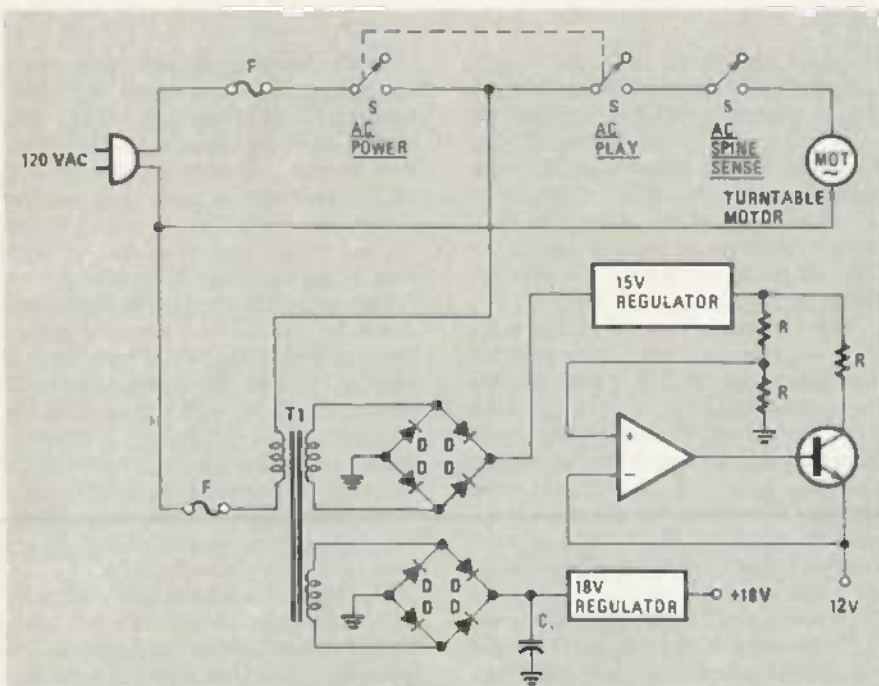 F
S
AC
POWER
S
AC
PLAY
S
AC
SPINE
SENSE
120 VAC
MOT
~
TURNTABLE
MOTOR
15V
REGULATOR
R
R
R
T1
D D
D D
+
−
F
D D
D D
C
18V
REGULATOR
+18V
12V